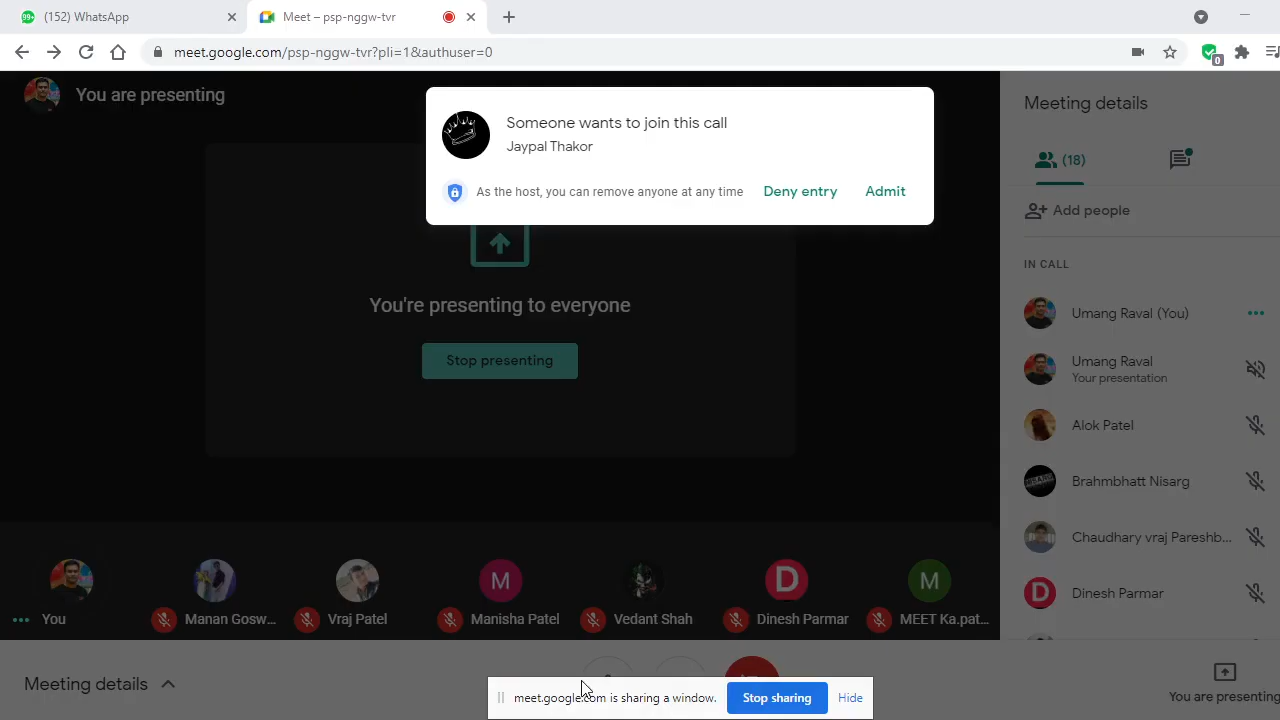 99+
(152) WhatsApp
Meet – psp-nggw-tvr
meet.google.com/psp-nggw-tvr?pli=1&authuser=0
0
You are presenting
Someone wants to join this call
Jaypal Thakor
As the host, you can remove anyone at any time
Deny entry
Admit
You're presenting to everyone
Stop presenting
Meeting details
(18)
Add people
IN CALL
Umang Raval (You)
Umang Raval
Your presentation
Alok Patel
Brahmbhatt Nisarg
Chaudhary vraj Pareshb...
D
Dinesh Parmar
You
Manan Gosw...
Vraj Patel
M
Manisha Patel
Vedant Shah
D
Dinesh Parmar
M
MEET Ka.pat...
Meeting details
meet.google.com is sharing a window.
Stop sharing
Hide
You are presenting